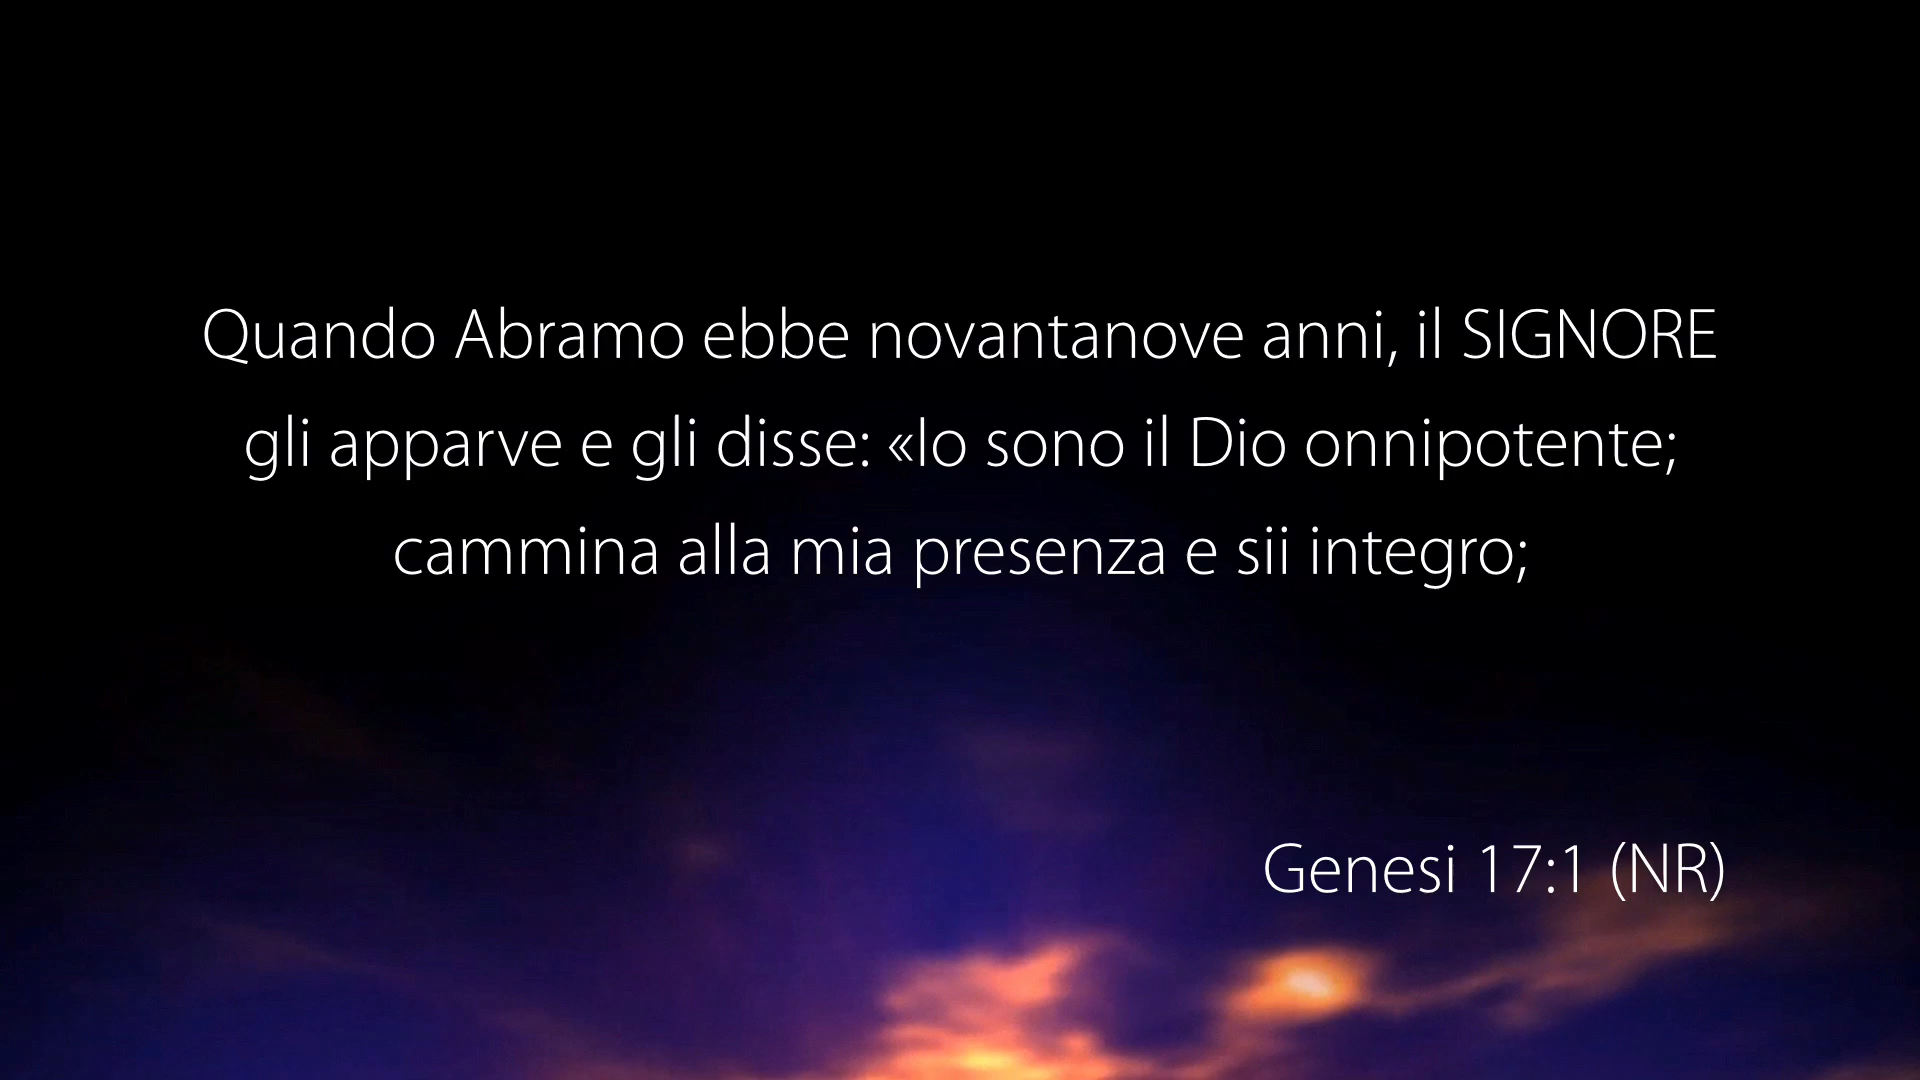 Quando Abramo ebbe novantanove anni, il SIGNORE
gli apparve e gli disse: «Io sono il Dio onnipotente;
cammina alla mia presenza e sii integro;
Genesi 17:1 (NR)